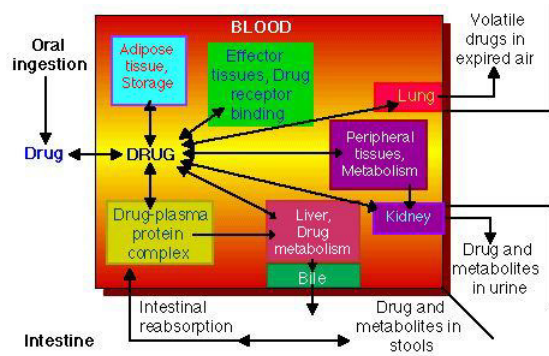 BLOOD
Volatile
drugs in
expired air
Oral
ingestion
Adipose
tissue,
Storage
Effector
tissues, Drug
receptor
binding
Lung
Drug
DRUG
Peripheral
tissues,
Metabolism
Drug-plasma
protein
complex
Liver,
Drug
metabolism
Kidney
Bile
Drug and
metabolites
in urine
Intestinal
reabsorption
Drug and
metabolites in
stools
Intestine